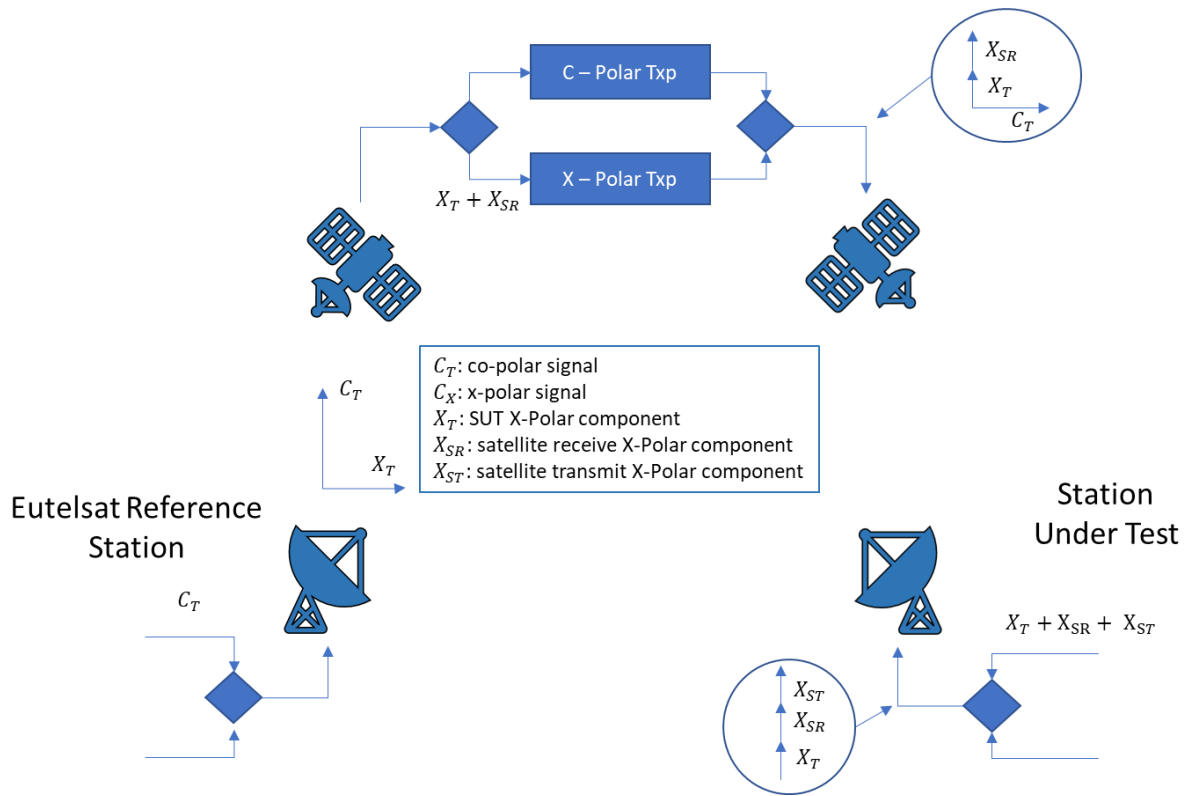 C – Polar Txp
X_SR
X_T
C_T
X – Polar Txp
X_T + X_SR
C_T: co-polar signal
C_X: x-polar signal
X_T: SUT X-Polar component
X_SR: satellite receive X-Polar component
X_ST: satellite transmit X-Polar component
C_T
X_T
Eutelsat Reference
Station
Station
Under Test
C_T
X_T + X_SR + X_ST
X_ST
X_SR
X_T